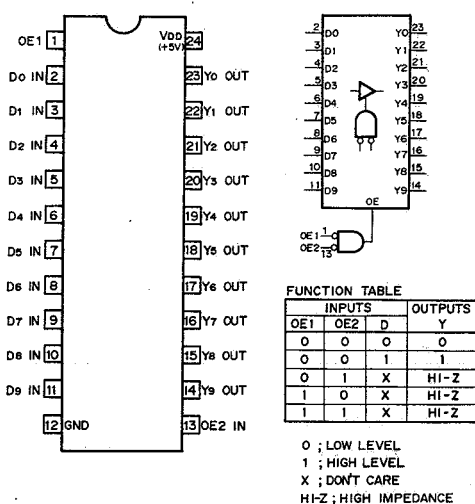 OE1 1
VDD (+5V) 24
D0 IN 2
23 Y0 OUT
D1 IN 3
22 Y1 OUT
D2 IN 4
21 Y2 OUT
D3 IN 5
20 Y3 OUT
D4 IN 6
19 Y4 OUT
D5 IN 7
18 Y5 OUT
D6 IN 8
17 Y6 OUT
D7 IN 9
16 Y7 OUT
D8 IN 10
15 Y8 OUT
D9 IN 11
14 Y9 OUT
12 GND
13 OE2 IN
2 D0 Y0 23
3 D1 Y1 22
4 D2 Y2 21
5 D3 Y3 20
6 D4 Y4 19
7 D5 Y5 18
8 D6 Y6 17
9 D7 Y7 16
10 D8 Y8 15
11 D9 Y9 14
OE
OE1 1
OE2 13
FUNCTION TABLE
INPUTS OUTPUTS
OE1 OE2 D Y
0 0 0 0
0 0 1 1
0 1 X HI-Z
1 0 X HI-Z
1 1 X HI-Z
0 ; LOW LEVEL
1 ; HIGH LEVEL
X ; DON'T CARE
HI-Z ; HIGH IMPEDANCE